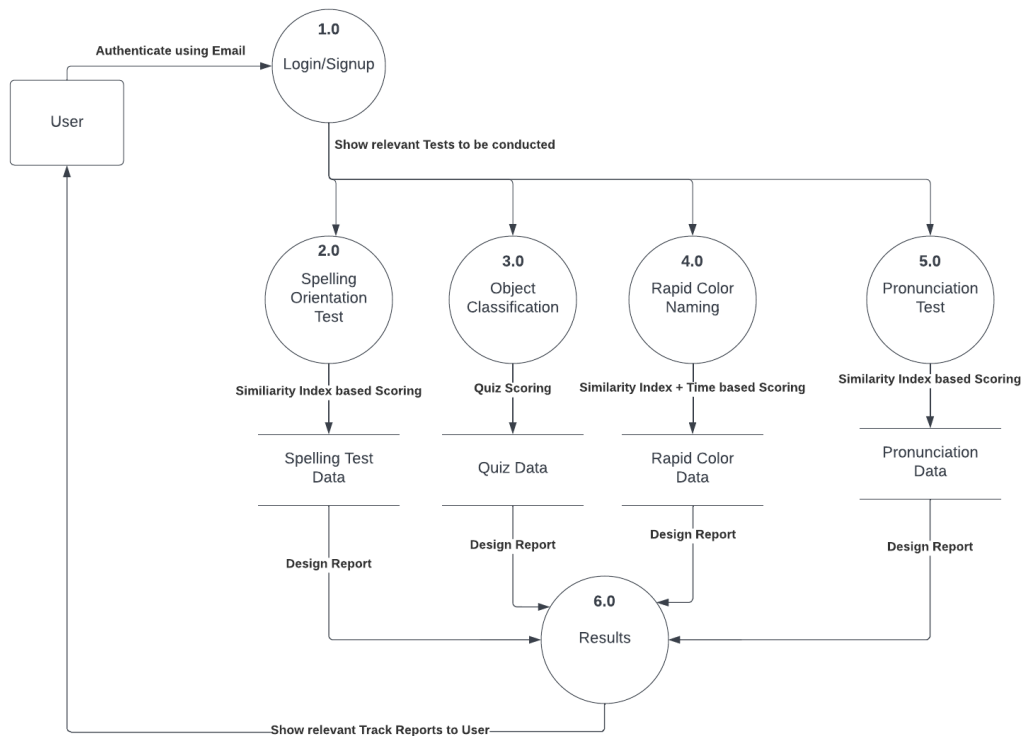 1.0
Login/Signup
Authenticate using Email
User
Show relevant Tests to be conducted
2.0
Spelling
Orientation
Test
3.0
Object
Classification
4.0
Rapid Color
Naming
5.0
Pronunciation
Test
Similiarity Index based Scoring
Quiz Scoring
Similarity Index + Time based Scoring
Similarity Index based Scoring
Spelling Test
Data
Quiz Data
Rapid Color
Data
Pronunciation
Data
Design Report
Design Report
Design Report
Design Report
6.0
Results
Show relevant Track Reports to User